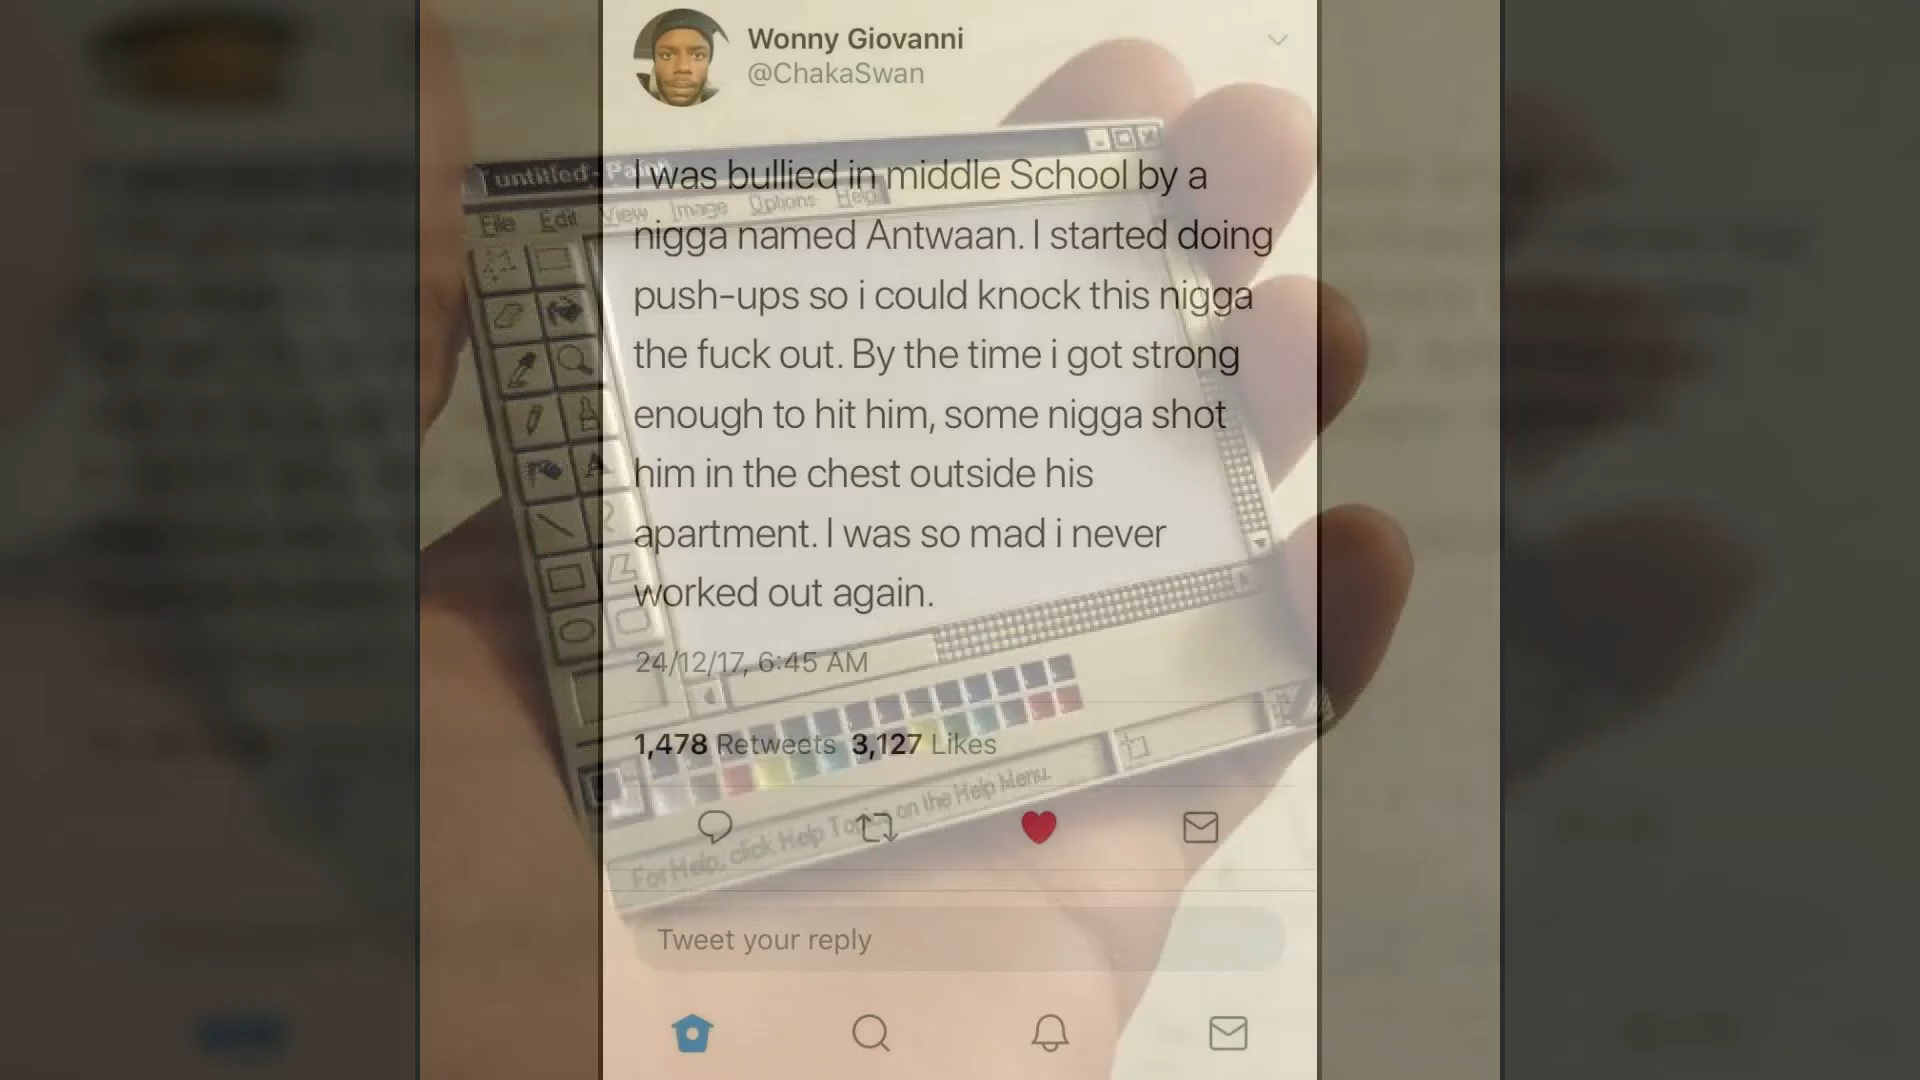 Wonny Giovanni
@ChakaSwan
untitled - Paint
File Edit View Image Options Help
I was bullied in middle School by a
nigga named Antwaan. I started doing
push-ups so i could knock this nigga
the fuck out. By the time i got strong
enough to hit him, some nigga shot
him in the chest outside his
apartment. I was so mad i never
worked out again.
24/12/17, 6:45 AM
1,478 Retweets 3,127 Likes
For Help, click Help Topics on the Help Menu.
Tweet your reply